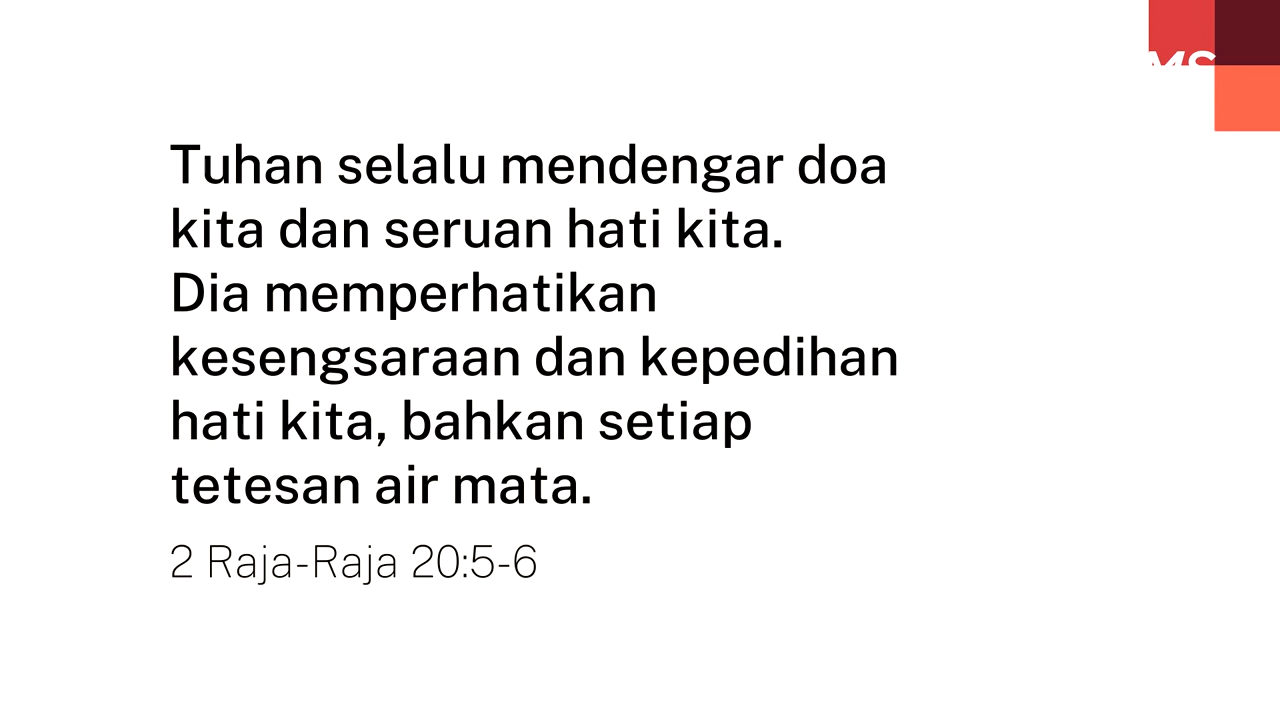 Tuhan selalu mendengar doa
kita dan seruan hati kita.
Dia memperhatikan
kesengsaraan dan kepedihan
hati kita, bahkan setiap
tetesan air mata.
2 Raja-Raja 20:5-6